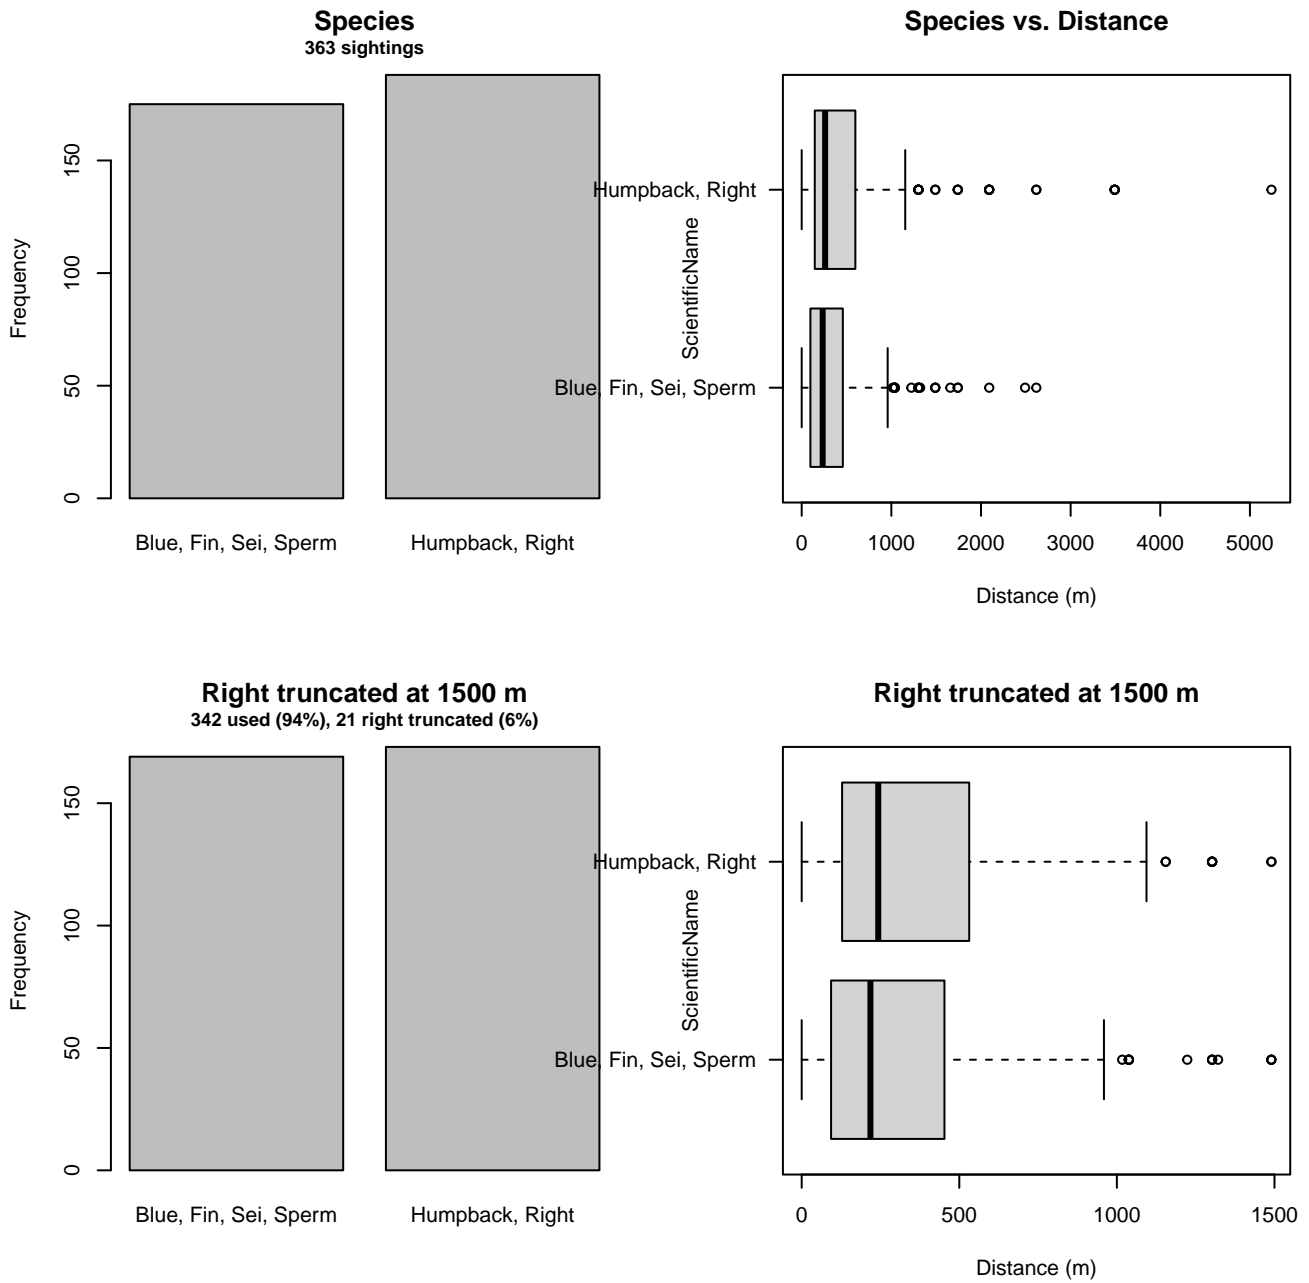 Species
363 sightings
Frequency
0
50
100
150
Blue, Fin, Sei, Sperm
Humpback, Right
Species vs. Distance
ScientificName
Humpback, Right
Blue, Fin, Sei, Sperm
0 1000 2000 3000 4000 5000
Distance (m)
Right truncated at 1500 m
342 used (94%), 21 right truncated (6%)
Frequency
0
50
100
150
Blue, Fin, Sei, Sperm
Humpback, Right
Right truncated at 1500 m
ScientificName
Humpback, Right
Blue, Fin, Sei, Sperm
0 500 1000 1500
Distance (m)